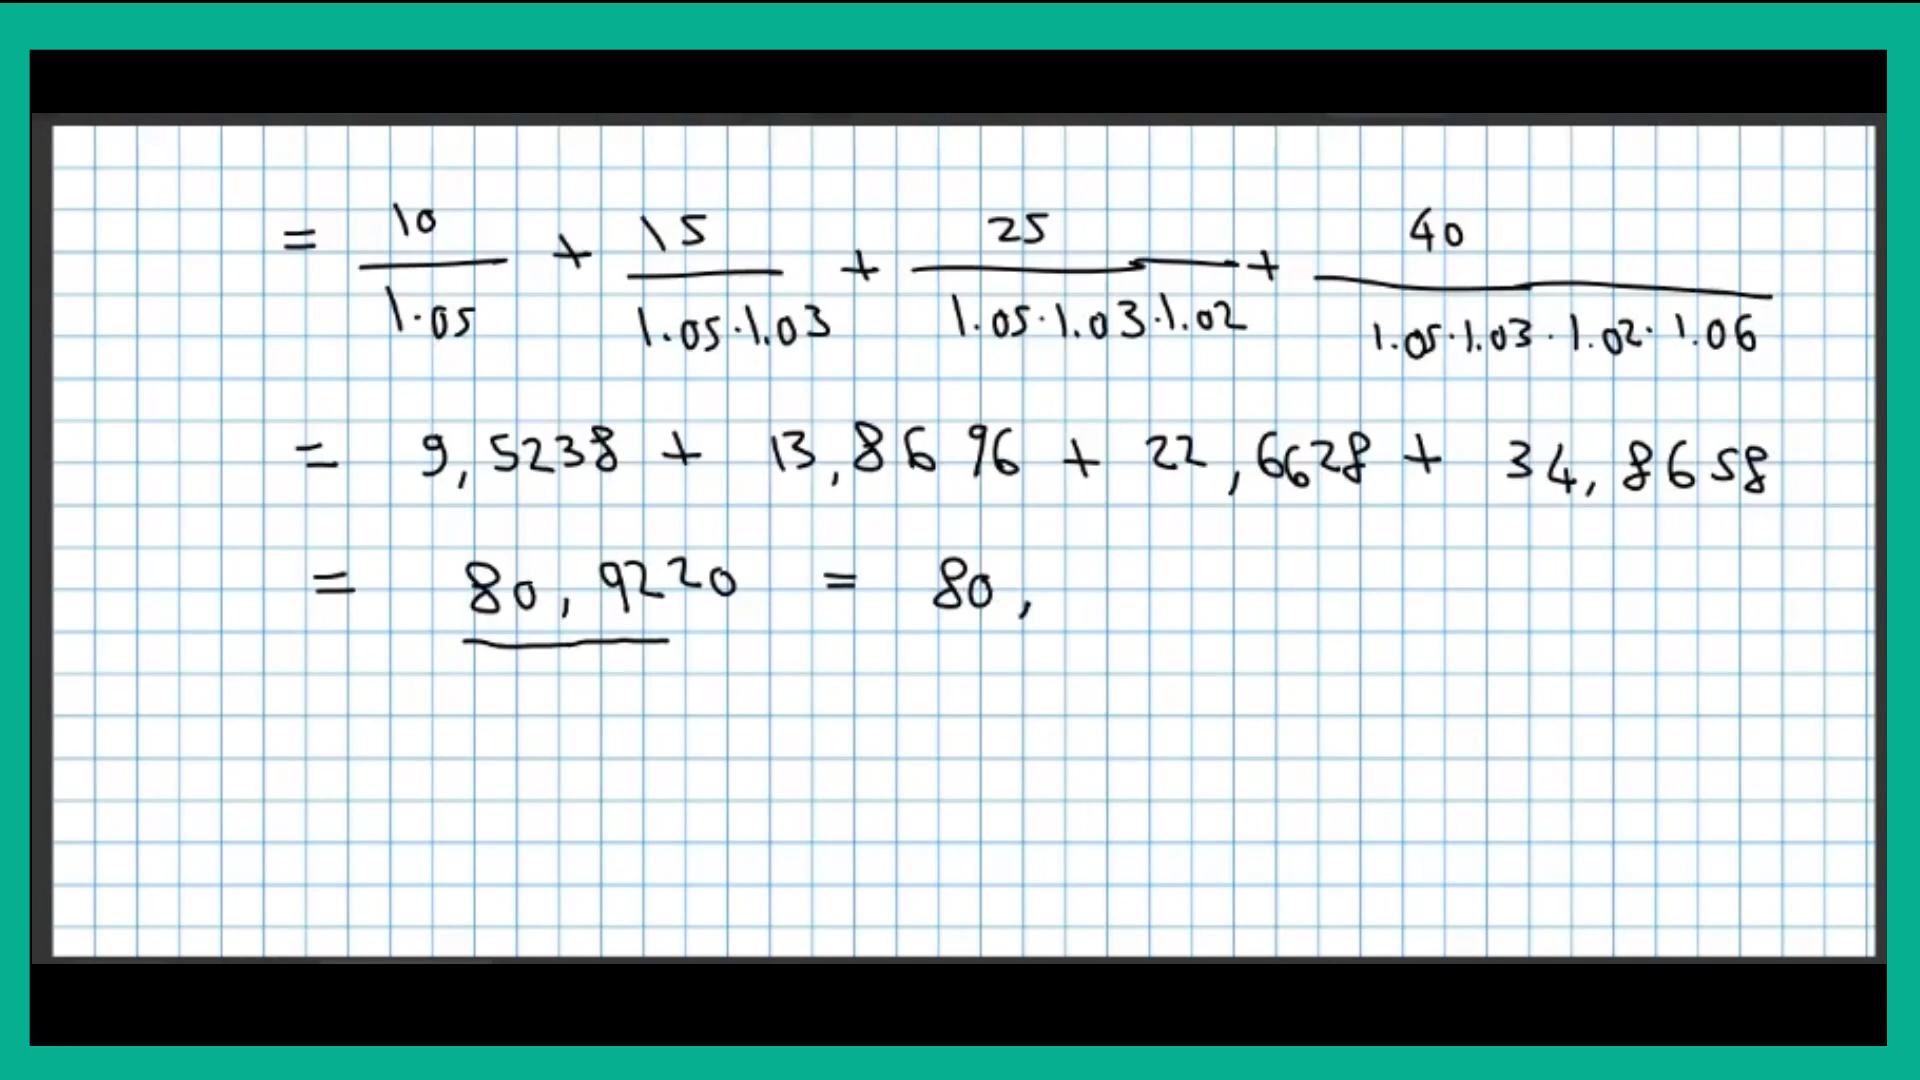 = 10/1.05 + 15/1.05·1.03 + 25/1.05·1.03·1.02 + 40/1.05·1.03·1.02·1.06
= 9,5238 + 13,8696 + 22,6628 + 34,8658
= 80,9220 = 80,